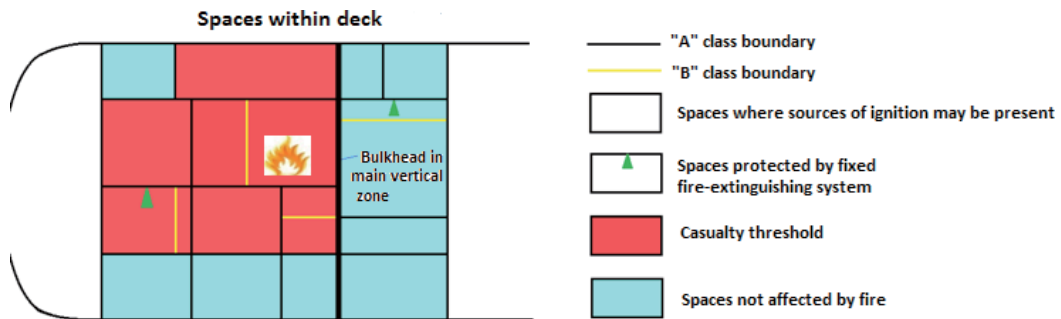 Spaces within deck
Bulkhead in
main vertical
zone
"A" class boundary
"B" class boundary
Spaces where sources of ignition may be present
Spaces protected by fixed
fire-extinguishing system
Casualty threshold
Spaces not affected by fire